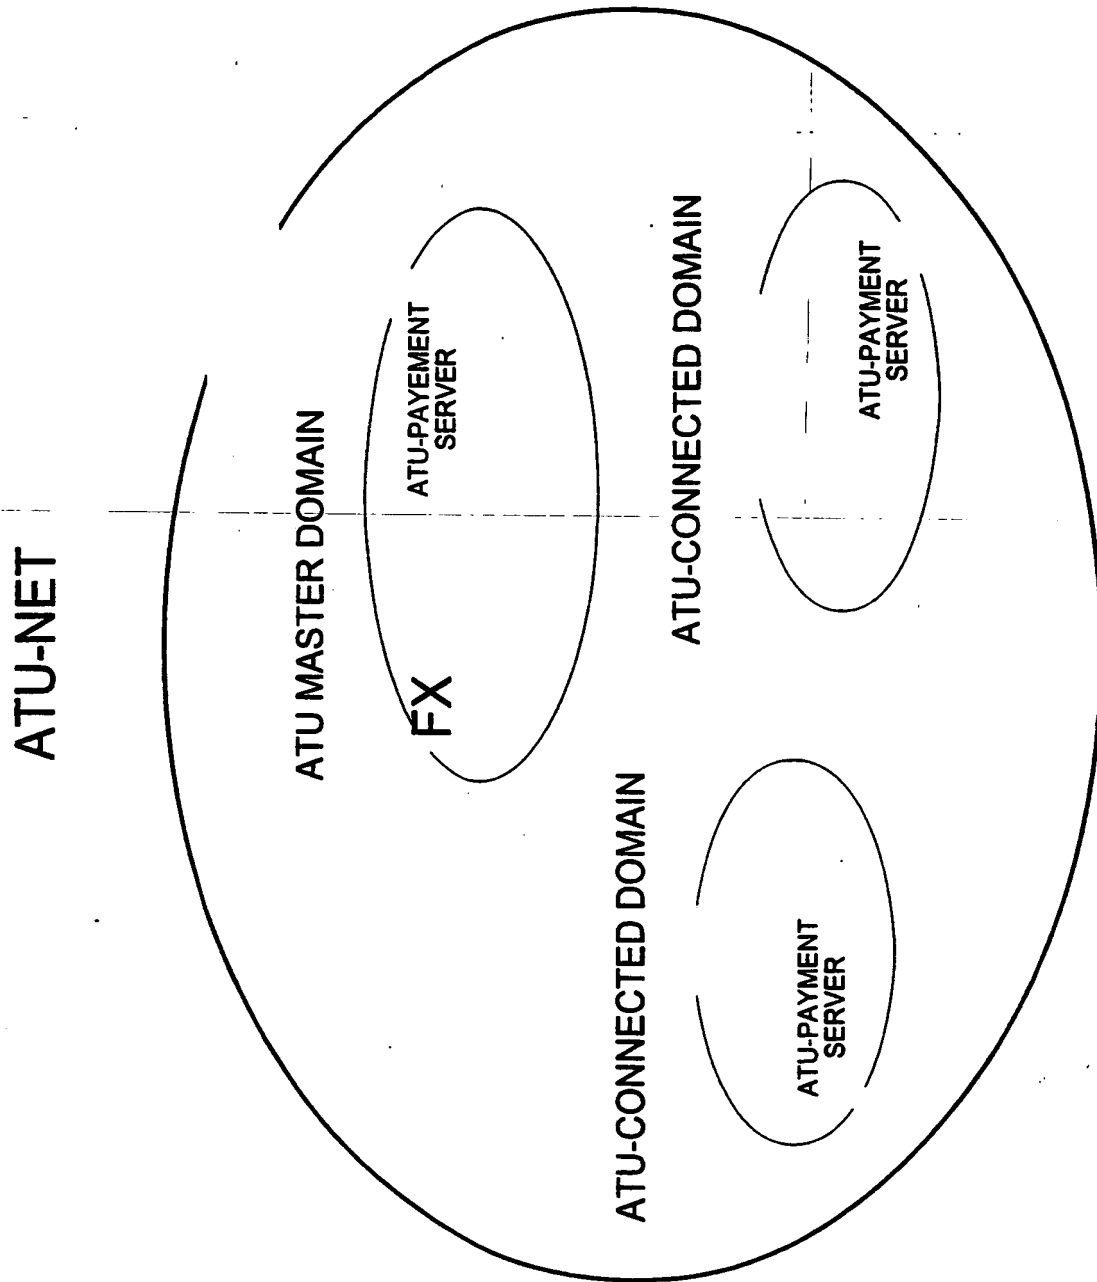 ATU-NET
ATU MASTER DOMAIN
FX
ATU-PAYEMENT
SERVER
ATU-CONNECTED DOMAIN
ATU-PAYMENT
SERVER
ATU-CONNECTED DOMAIN
ATU-PAYMENT
SERVER